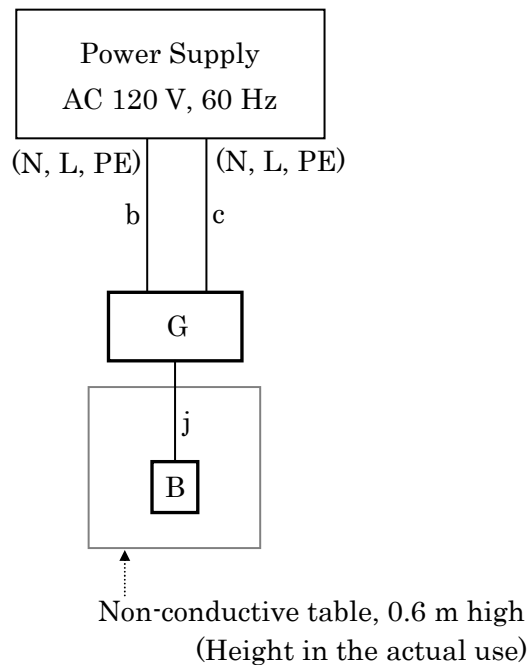 Power Supply
AC 120 V, 60 Hz
(N, L, PE)
(N, L, PE)
b
c
G
j
B
Non-conductive table, 0.6 m high
(Height in the actual use)